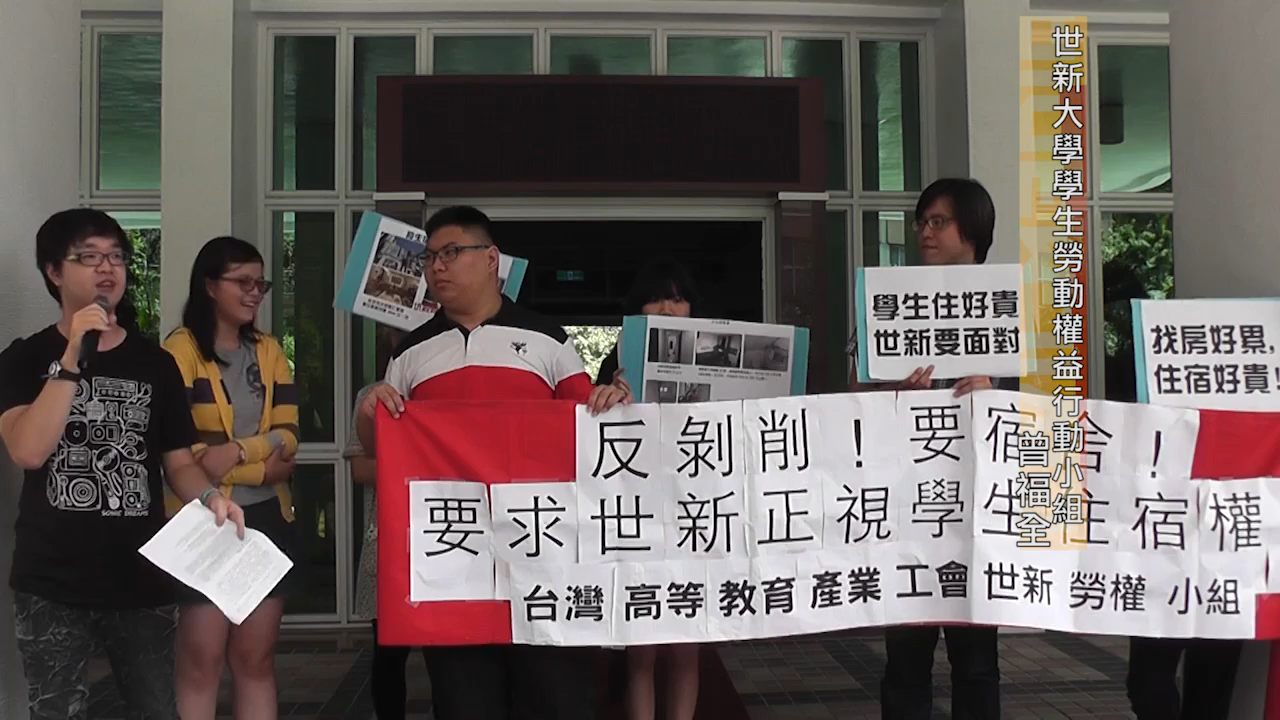 世新大學學生勞動權益行動小組
曾福全
學生住好貴
世新要面對
找房好累,
住宿好貴!
反剝削!要宿舍!
要求世新正視學生住宿權
台灣高等教育產業工會世新勞權小組
SONIC DREAMS